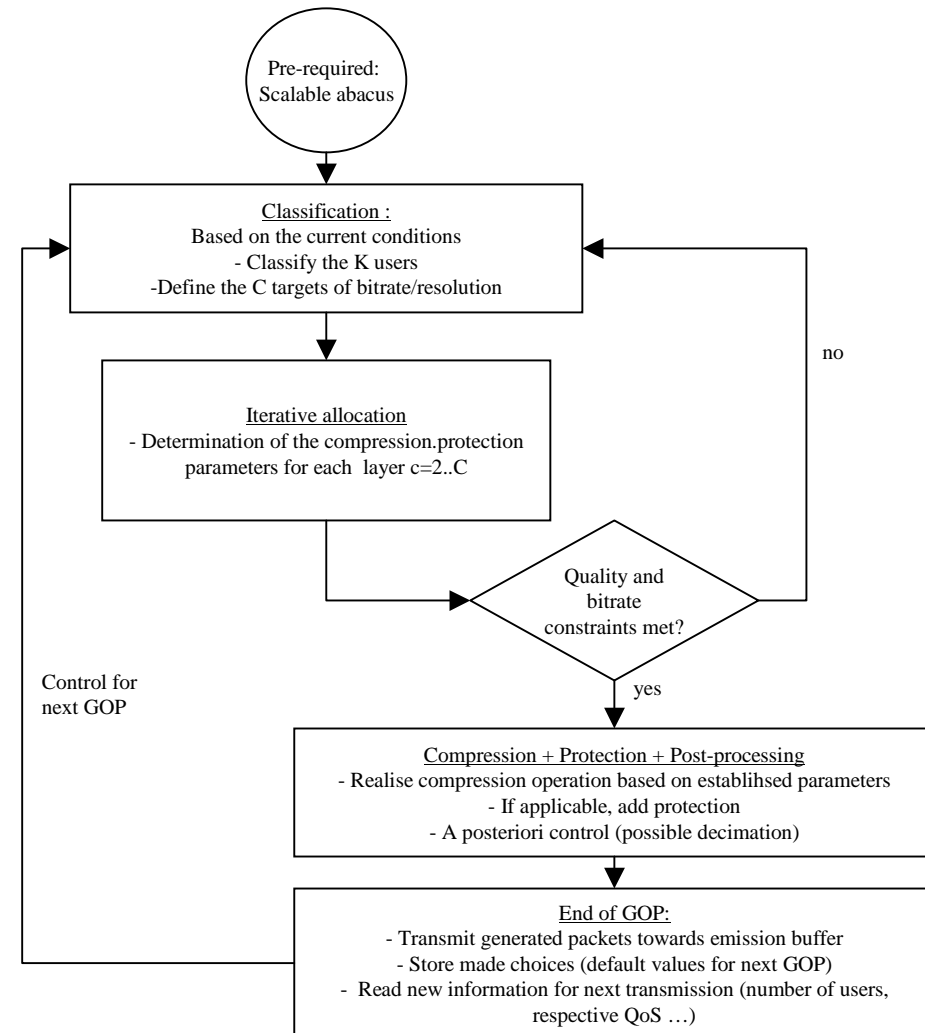 Pre-required:
Scalable abacus
Classification :
Based on the current conditions
- Classify the K users
-Define the C targets of bitrate/resolution
no
Iterative allocation
- Determination of the compression.protection
parameters for each layer c=2..C
Quality and
bitrate
constraints met?
Control for
next GOP
yes
Compression + Protection + Post-processing
- Realise compression operation based on establihsed parameters
- If applicable, add protection
- A posteriori control (possible decimation)
End of GOP:
- Transmit generated packets towards emission buffer
- Store made choices (default values for next GOP)
- Read new information for next transmission (number of users,
respective QoS …)